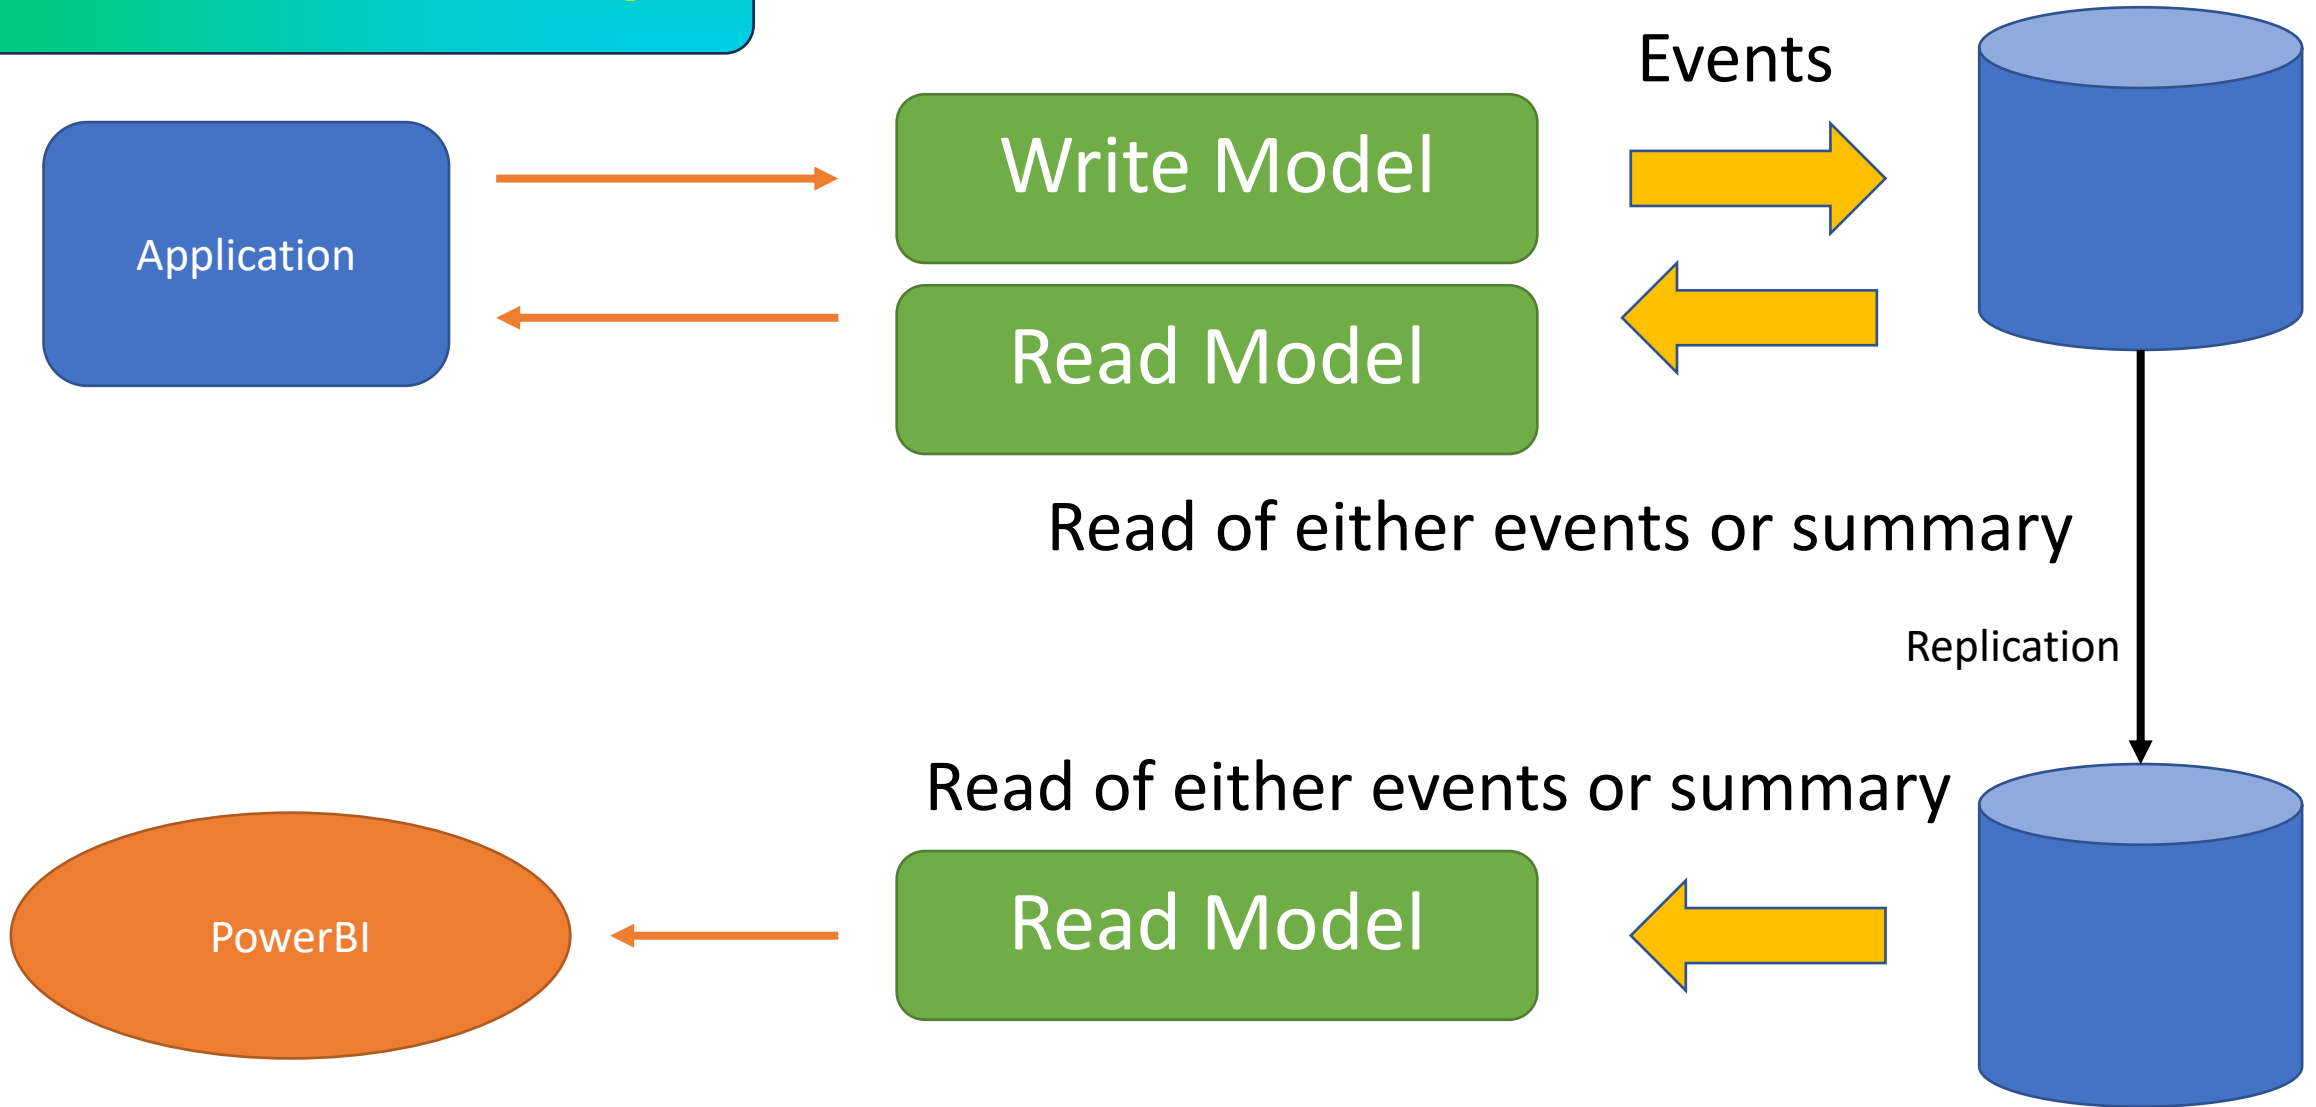 Events
Write Model
Application
Read Model
Read of either events or summary
Replication
Read of either events or summary
Read Model
PowerBI